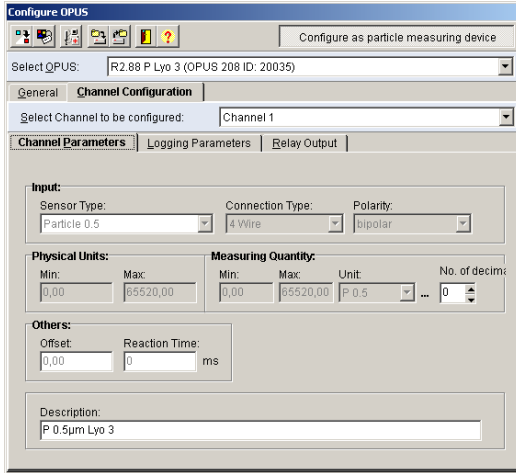 Configure OPUS
Configure as particle measuring device
Select OPUS: R2.88 P Lyo 3 (OPUS 208 ID: 20035)
General Channel Configuration
Select Channel to be configured: Channel 1
Channel Parameters Logging Parameters Relay Output
Input:
Sensor Type: Connection Type: Polarity:
Particle 0.5 4 Wire bipolar
Physical Units: Measuring Quantity:
Min: Max: Min: Max: Unit: No. of decima
0,00 65520,00 0,00 65520,00 P 0.5 ... 0
Others:
Offset: Reaction Time:
0,00 0 ms
Description:
P 0.5µm Lyo 3